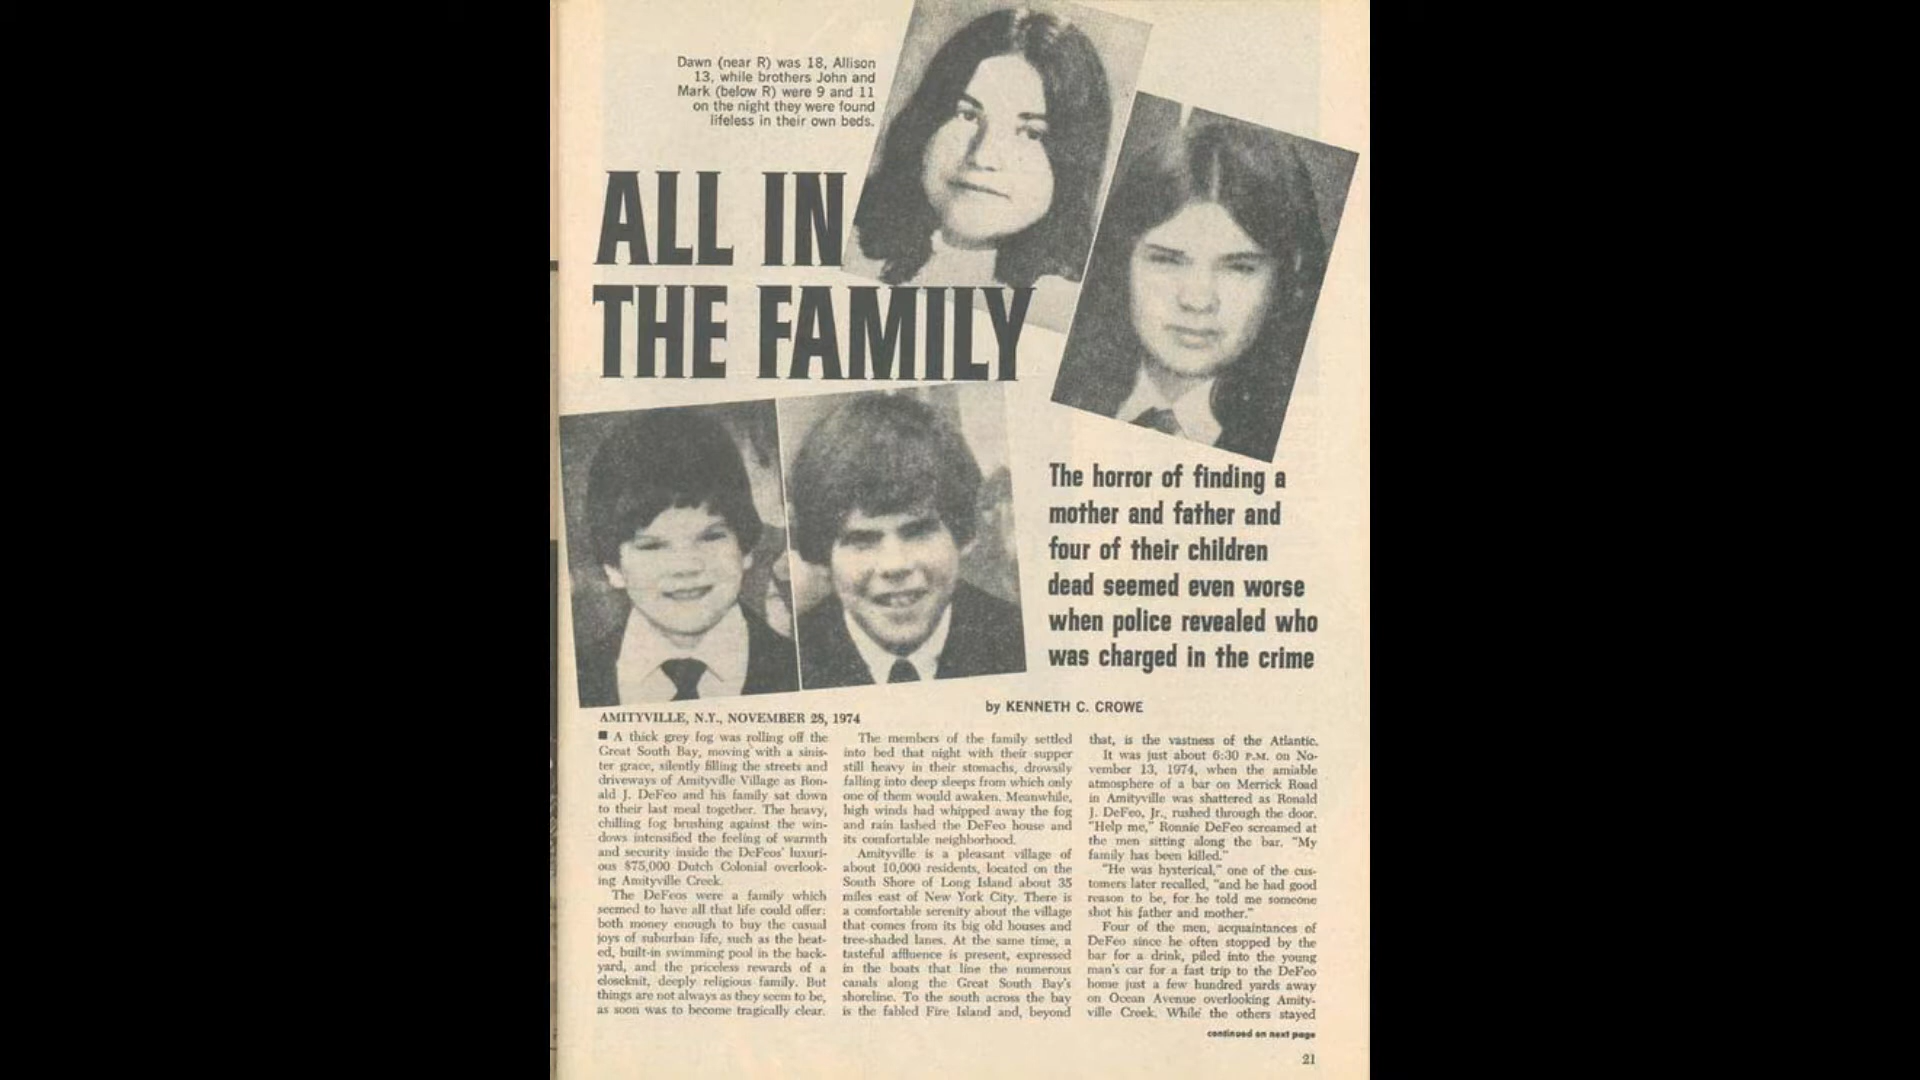 Dawn (near R) was 18, Allison
13, while brothers John and
Mark (below R) were 9 and 11
on the night they were found
lifeless in their own beds.
ALL IN
THE FAMILY
The horror of finding a
mother and father and
four of their children
dead seemed even worse
when police revealed who
was charged in the crime
by KENNETH C. CROWE
AMITYVILLE, N.Y., NOVEMBER 28, 1974
■ A thick grey fog was rolling off the
Great South Bay, moving with a sinis-
ter grace, silently filling the streets and
driveways of Amityville Village as Ron-
ald J. DeFeo and his family sat down
to their last meal together. The heavy,
chilling fog brushing against the win-
dows intensified the feeling of warmth
and security inside the DeFeos' luxuri-
ous $75,000 Dutch Colonial overlook-
ing Amityville Creek.
The DeFeos were a family which
seemed to have all that life could offer:
both money enough to buy the casual
joys of suburban life, such as the heat-
ed, built-in swimming pool in the back-
yard, and the priceless rewards of a
closeknit, deeply religious family. But
things are not always as they seem to be,
as soon was to become tragically clear.
The members of the family settled
into bed that night with their supper
still heavy in their stomachs, drowsily
falling into deep sleeps from which only
one of them would awaken. Meanwhile,
high winds had whipped away the fog
and rain lashed the DeFeo house and
its comfortable neighborhood.
Amityville is a pleasant village of
about 10,000 residents, located on the
South Shore of Long Island about 35
miles east of New York City. There is
a comfortable serenity about the village
that comes from its big old houses and
tree-shaded lanes. At the same time, a
tasteful affluence is present, expressed
in the boats that line the numerous
canals along the Great South Bay's
shoreline. To the south across the bay
is the fabled Fire Island and, beyond
that, is the vastness of the Atlantic.
It was just about 6:30 P.M. on No-
vember 13, 1974, when the amiable
atmosphere of a bar on Merrick Road
in Amityville was shattered as Ronald
J. DeFeo, Jr., rushed through the door.
"Help me," Ronnie DeFeo screamed at
the men sitting along the bar. "My
family has been killed."
"He was hysterical," one of the cus-
tomers later recalled, "and he had good
reason to be, for he told me someone
shot his father and mother."
Four of the men, acquaintances of
DeFeo since he often stopped by the
bar for a drink, piled into the young
man's car for a fast trip to the DeFeo
home just a few hundred yards away
on Ocean Avenue overlooking Amity-
ville Creek. While the others stayed
continued on next page
21